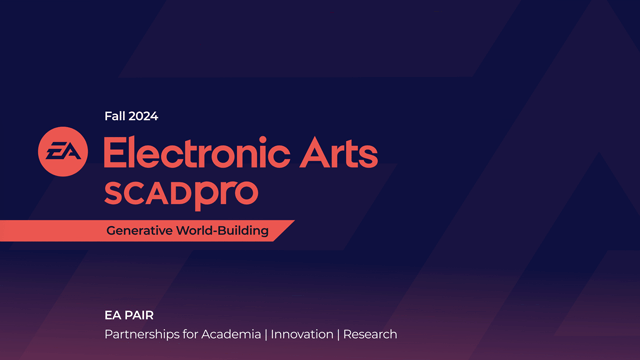 Fall 2024
EA Electronic Arts
SCADpro
Generative World-Building
EA PAIR
Partnerships for Academia | Innovation | Research